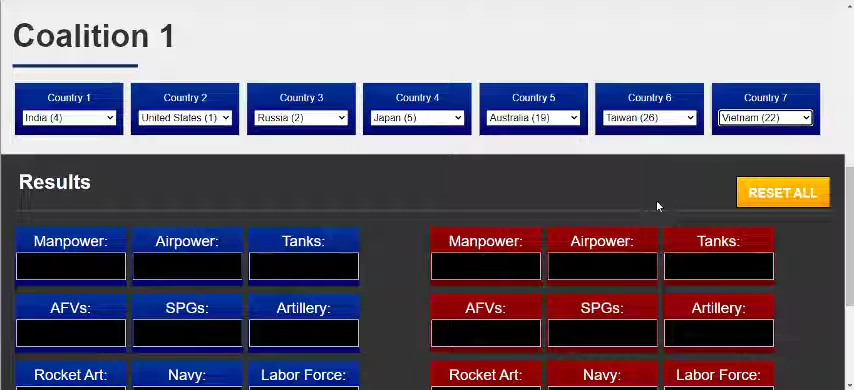 Coalition 1
Country 1 Country 2 Country 3 Country 4 Country 5 Country 6 Country 7
India (4) United States (1) Russia (2) Japan (5) Australia (19) Taiwan (26) Vietnam (22)
Results
RESET ALL
Manpower: Airpower: Tanks: Manpower: Airpower: Tanks:
AFVs: SPGs: Artillery: AFVs: SPGs: Artillery:
Rocket Art: Navy: Labor Force: Rocket Art: Navy: Labor Force: